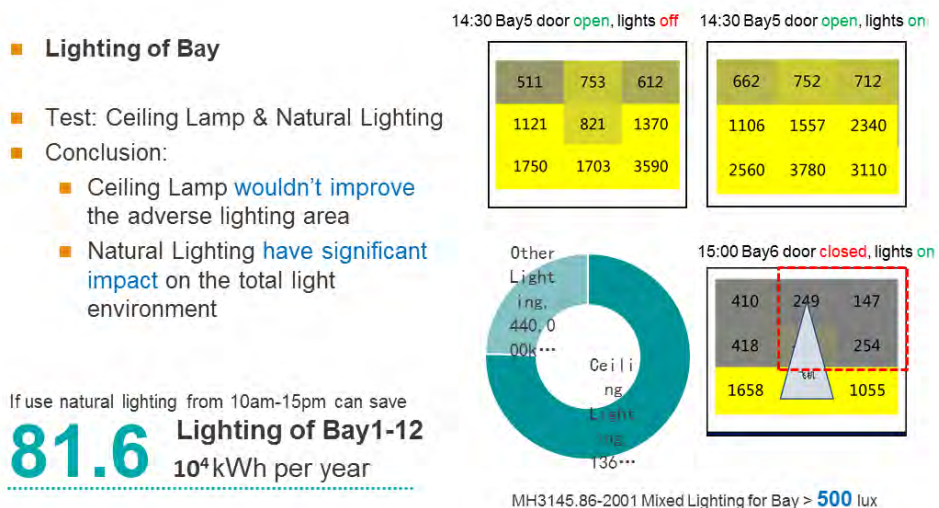 Lighting of Bay
Test: Ceiling Lamp & Natural Lighting
Conclusion:
Ceiling Lamp wouldn't improve
the adverse lighting area
Natural Lighting have significant
impact on the total light
environment
If use natural lighting from 10am-15pm can save
81.6
Lighting of Bay1-12
10⁴ kWh per year
14:30 Bay5 door open, lights off
511 753 612
1121 821 1370
1750 1703 3590
14:30 Bay5 door open, lights on
662 752 712
1106 1557 2340
2560 3780 3110
Other
Light
ing,
440.0
00k…
Ceili
ng
Light
ing
136…
15:00 Bay6 door closed, lights on
410 249 147
418 254
1658 1055
MH3145.86-2001 Mixed Lighting for Bay > 500 lux